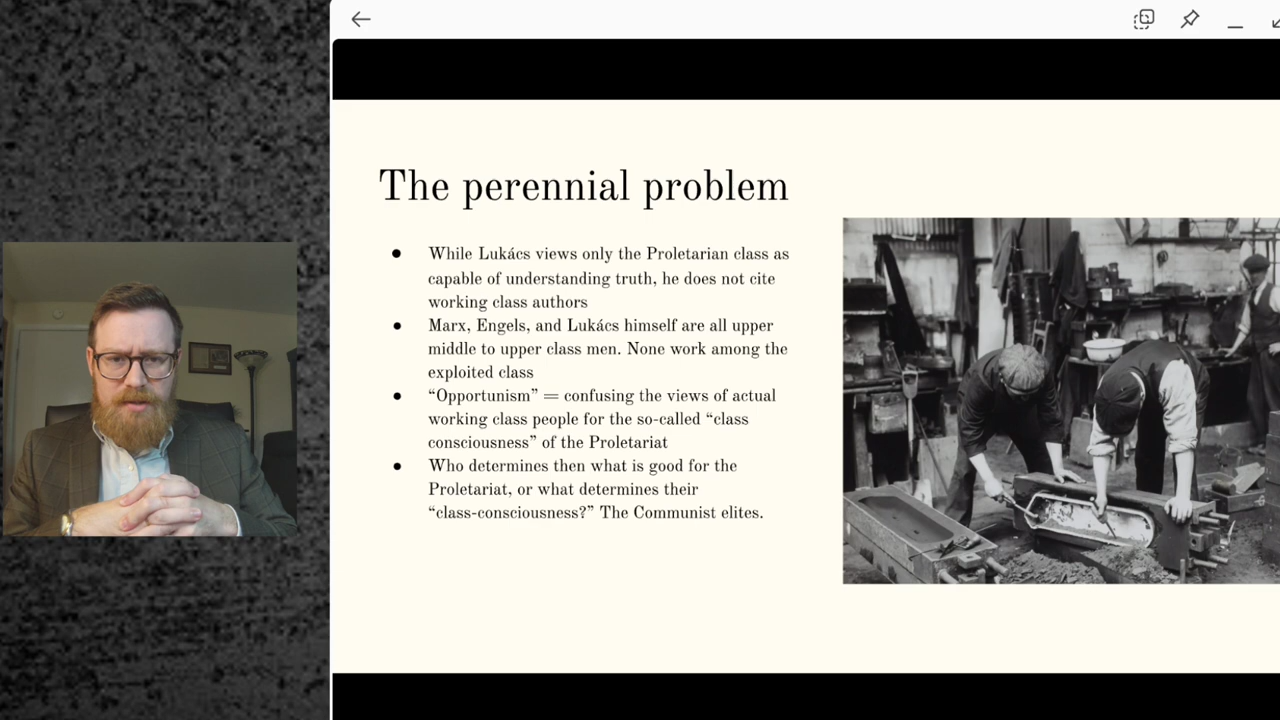 The perennial problem
● While Lukács views only the Proletarian class as
capable of understanding truth, he does not cite
working class authors
● Marx, Engels, and Lukács himself are all upper
middle to upper class men. None work among the
exploited class
● “Opportunism” = confusing the views of actual
working class people for the so-called “class
consciousness” of the Proletariat
● Who determines then what is good for the
Proletariat, or what determines their
“class-consciousness?” The Communist elites.